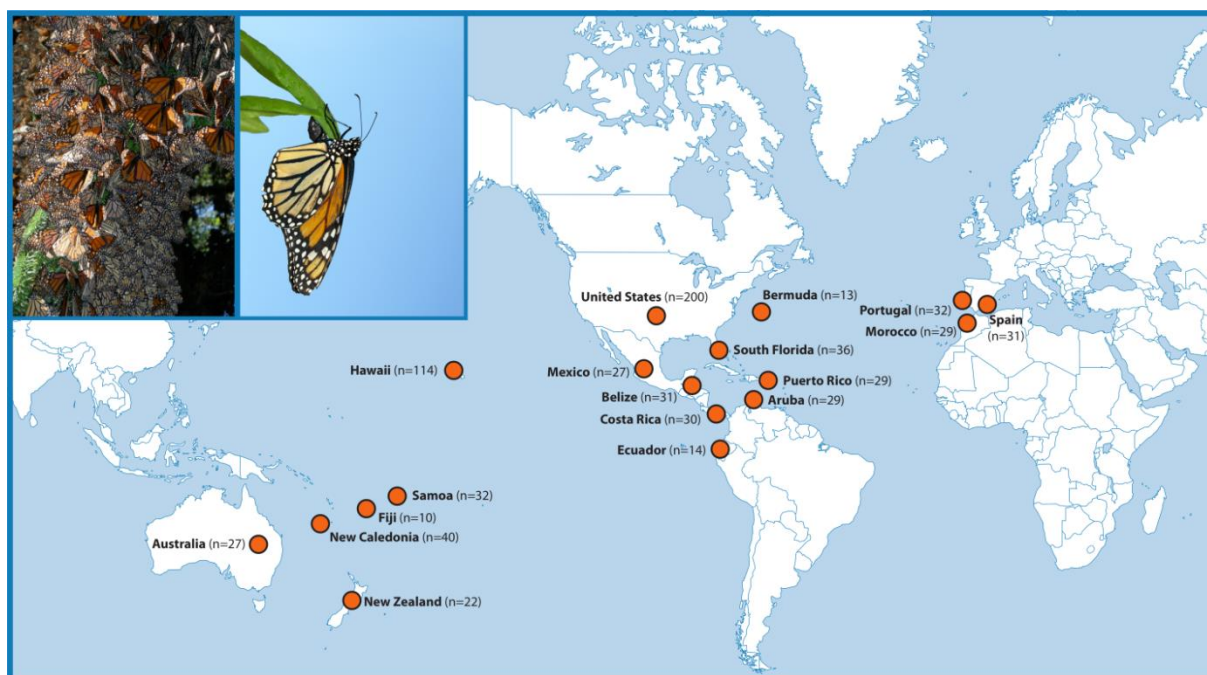 United States (n=200)
Bermuda (n=13)
Portugal (n=32)
Spain
(n=31)
Morocco (n=29)
South Florida (n=36)
Hawaii (n=114)
Mexico (n=27)
Puerto Rico (n=29)
Belize (n=31)
Aruba (n=29)
Costa Rica (n=30)
Ecuador (n=14)
Samoa (n=32)
Fiji (n=10)
New Caledonia (n=40)
Australia (n=27)
New Zealand (n=22)